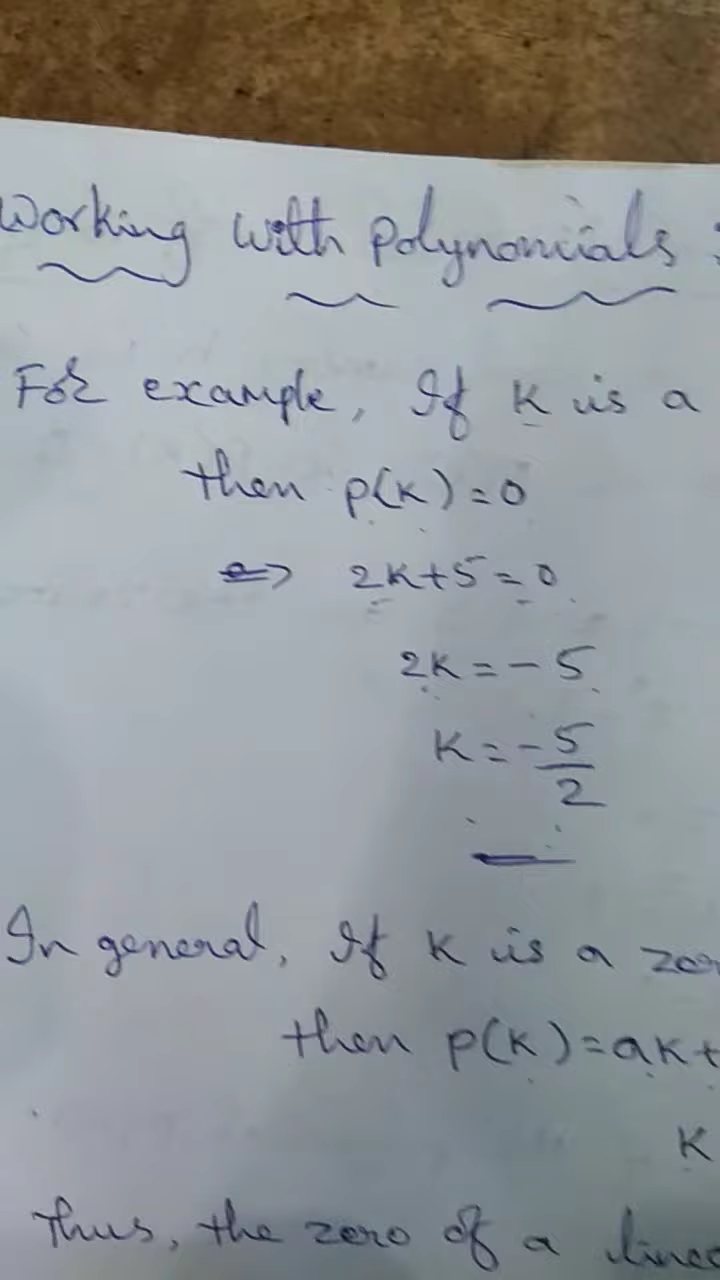 Working with Polynomials :
For example, If K is a
then p(K)=0
=> 2K+5=0
2K=-5
K=-5/2
In general, If K is a
then p(K)=aK+
K
Thus, the zero of a